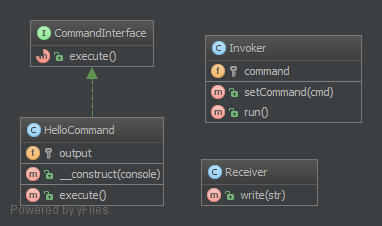 I CommandInterface
m execute()
C HelloCommand
f output
m __construct(console)
m execute()
C Invoker
f command
m setCommand(cmd)
m run()
C Receiver
m write(str)
Powered by yFiles